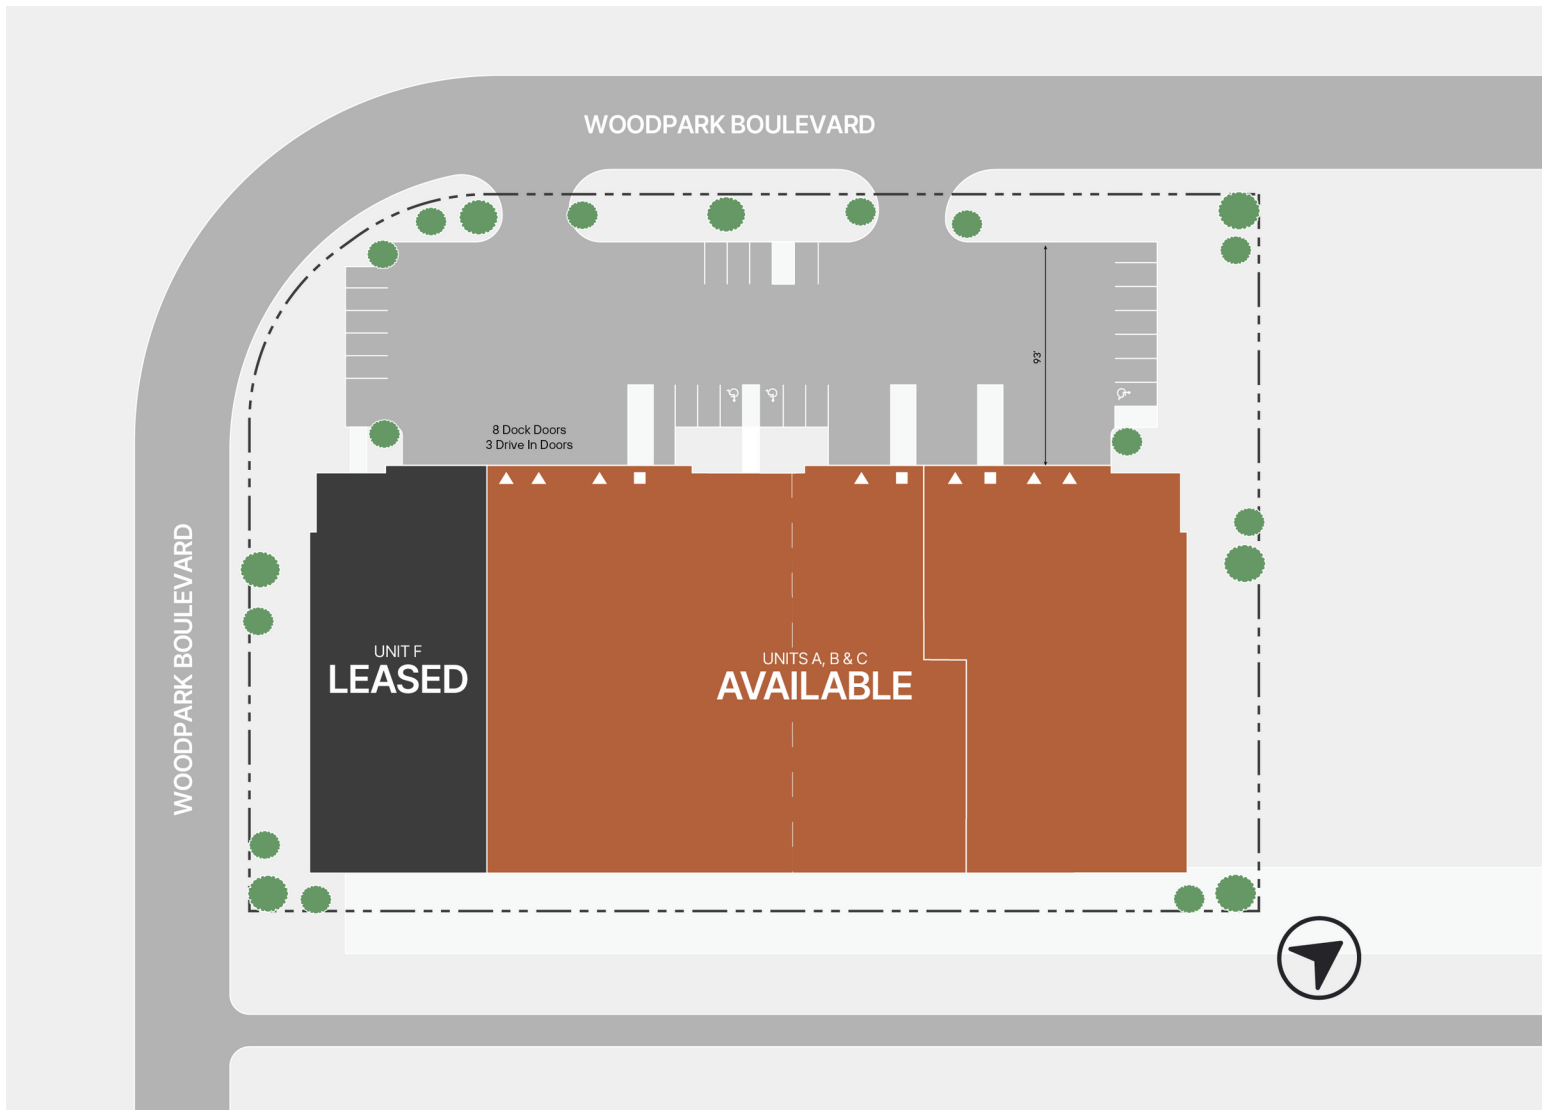 WOODPARK BOULEVARD
93'
8 Dock Doors
3 Drive In Doors
WOODPARK BOULEVARD
UNIT F
LEASED
UNITS A, B & C
AVAILABLE